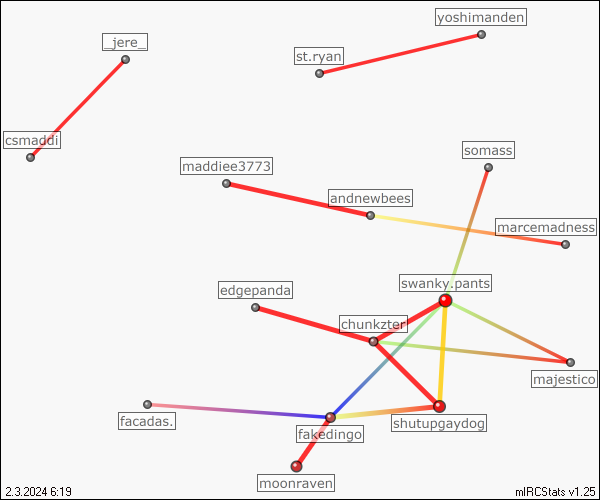 yoshimanden
_jere_
st.ryan
csmaddi
somass
maddiee3773
andnewbees
marcemadness
swanky.pants
edgepanda
chunkzter
majestico
facadas.
shutupgaydog
fakedingo
moonraven
2.3.2024 6:19
mIRCStats v1.25